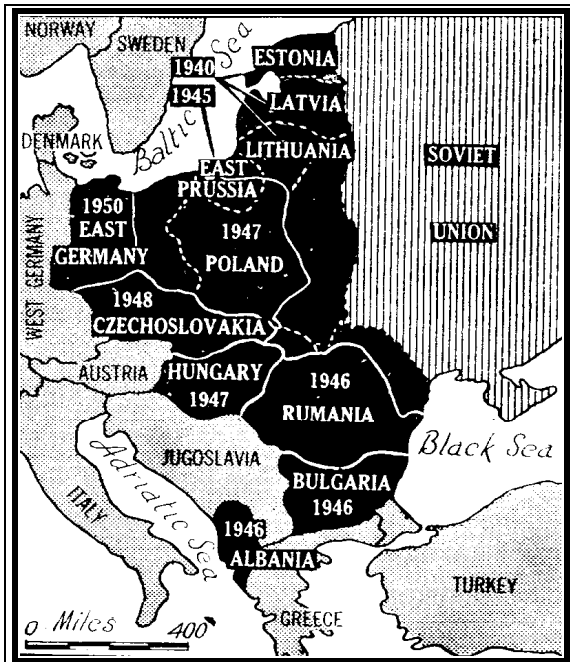 NORWAY
SWEDEN
Sea
ESTONIA
1940
LATVIA
1945
DENMARK
Baltic
LITHUANIA
SOVIET
EAST
PRUSSIA
1950
EAST
GERMANY
1947
POLAND
UNION
WEST GERMANY
1948
CZECHOSLOVAKIA
AUSTRIA
HUNGARY
1947
1946
RUMANIA
Black Sea
Adriatic Sea
JUGOSLAVIA
BULGARIA
1946
ITALY
1946
ALBANIA
TURKEY
GREECE
0 Miles 400